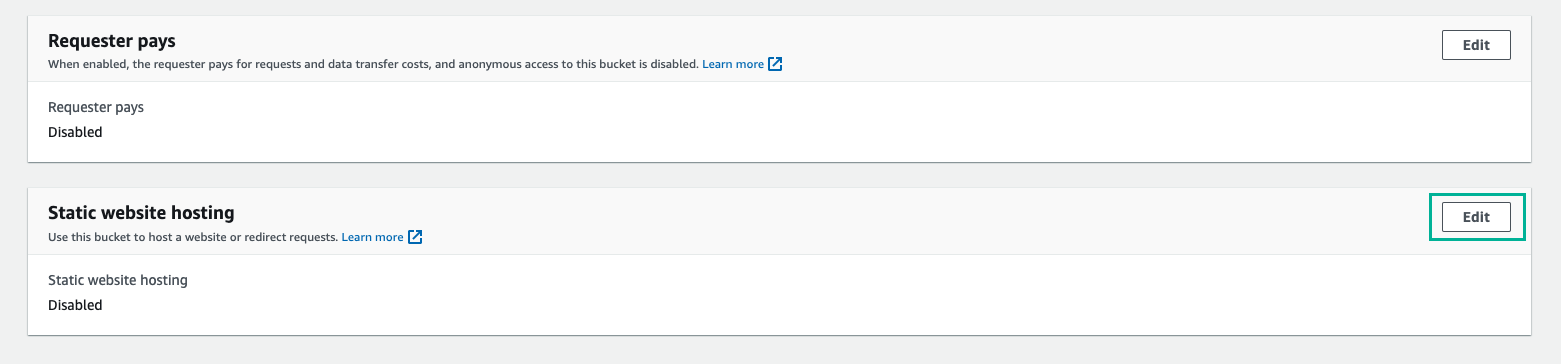 Requester pays
Edit
When enabled, the requester pays for requests and data transfer costs, and anonymous access to this bucket is disabled. Learn more
Requester pays
Disabled
Static website hosting
Edit
Use this bucket to host a website or redirect requests. Learn more
Static website hosting
Disabled